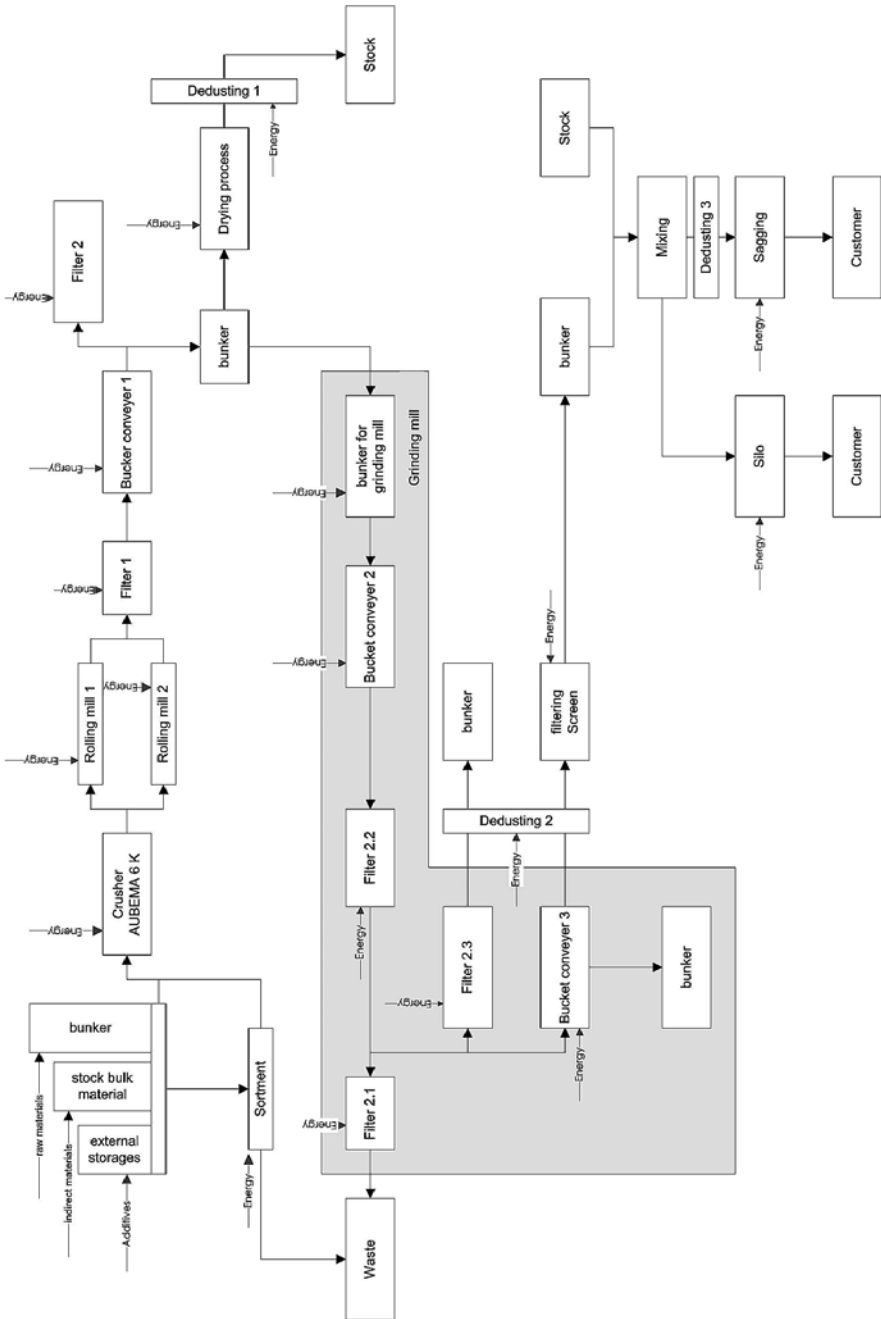 raw materials
indirect materials
Additives
bunker
stock bulk
material
external
storages
Energy
Sortment
Waste
Energy
Crusher
AUBEMA 6 K
Energy
Rolling mill 1
Energy
Rolling mill 2
Energy
Filter 1
Energy
Bucker conveyer 1
Energy
Filter 2
bunker
Energy
Drying process
Energy
Dedusting 1
Stock
Energy
bunker for
grinding mill
Grinding mill
Energy
Bucket conveyer 2
Energy
Filter 2.2
Energy
Filter 2.1
Energy
Filter 2.3
Energy
Bucket conveyer 3
bunker
Energy
Dedusting 2
bunker
Energy
filtering
Screen
bunker
Stock
Mixing
Dedusting 3
Energy
Sagging
Customer
Energy
Silo
Customer